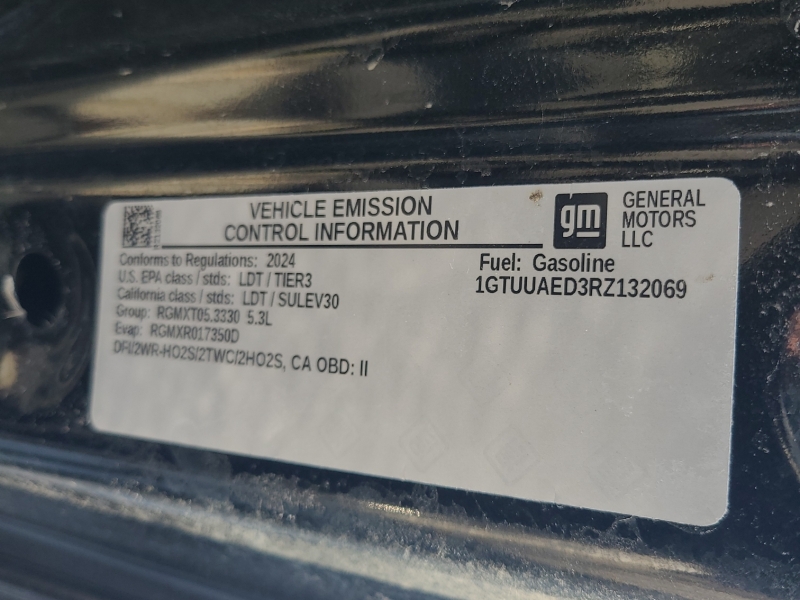 VEHICLE EMISSION
CONTROL INFORMATION
gm
GENERAL
MOTORS
LLC
Conforms to Regulations: 2024
U.S. EPA class / stds: LDT / TIER3
California class / stds: LDT / SULEV30
Group: RGMXT05.3330 5.3L
Evap: RGMXR017350D
DFI/2WR-HO2S/2TWC/2HO2S, CA OBD: II
Fuel: Gasoline
1GTUUAED3RZ132069